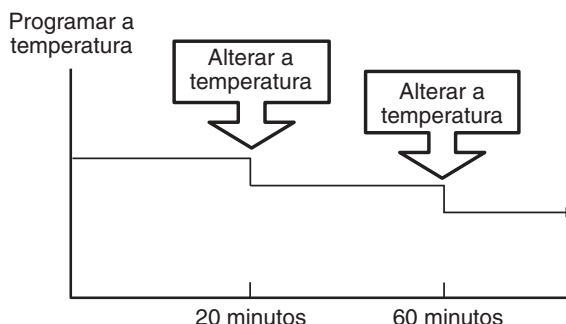 Programar a
temperatura
Alterar a
temperatura
Alterar a
temperatura
20 minutos
60 minutos